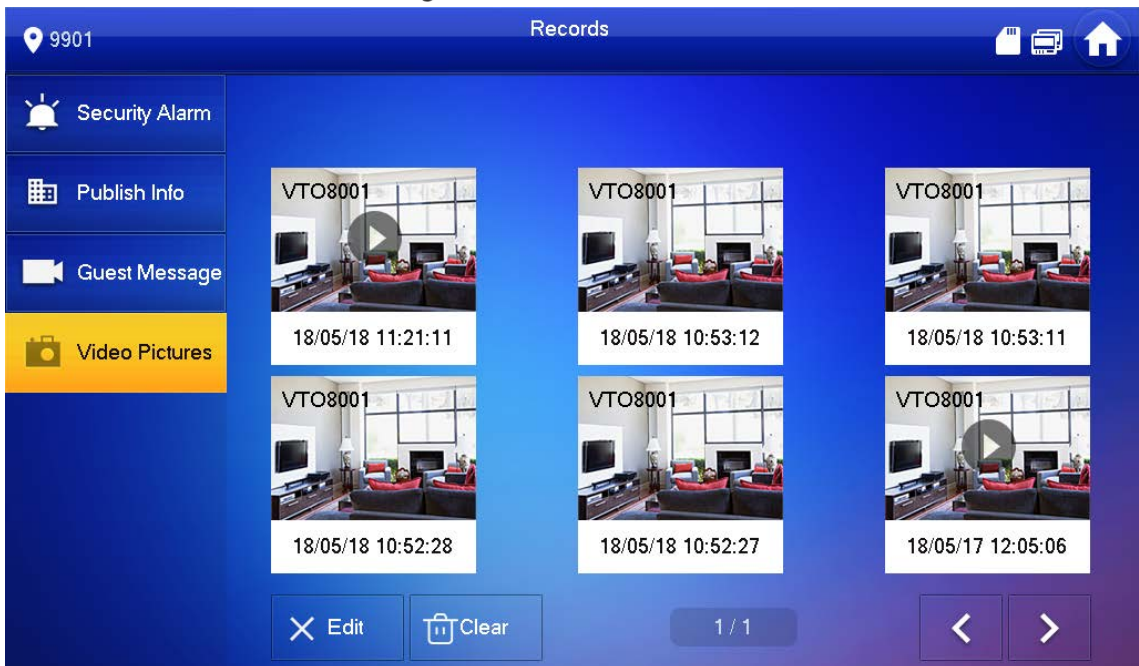 Records
9901
Security Alarm
Publish Info
Guest Message
Video Pictures
VTO8001
VTO8001
VTO8001
18/05/18 11:21:11
18/05/18 10:53:12
18/05/18 10:53:11
VTO8001
VTO8001
VTO8001
18/05/18 10:52:28
18/05/18 10:52:27
18/05/17 12:05:06
Edit
Clear
1 / 1